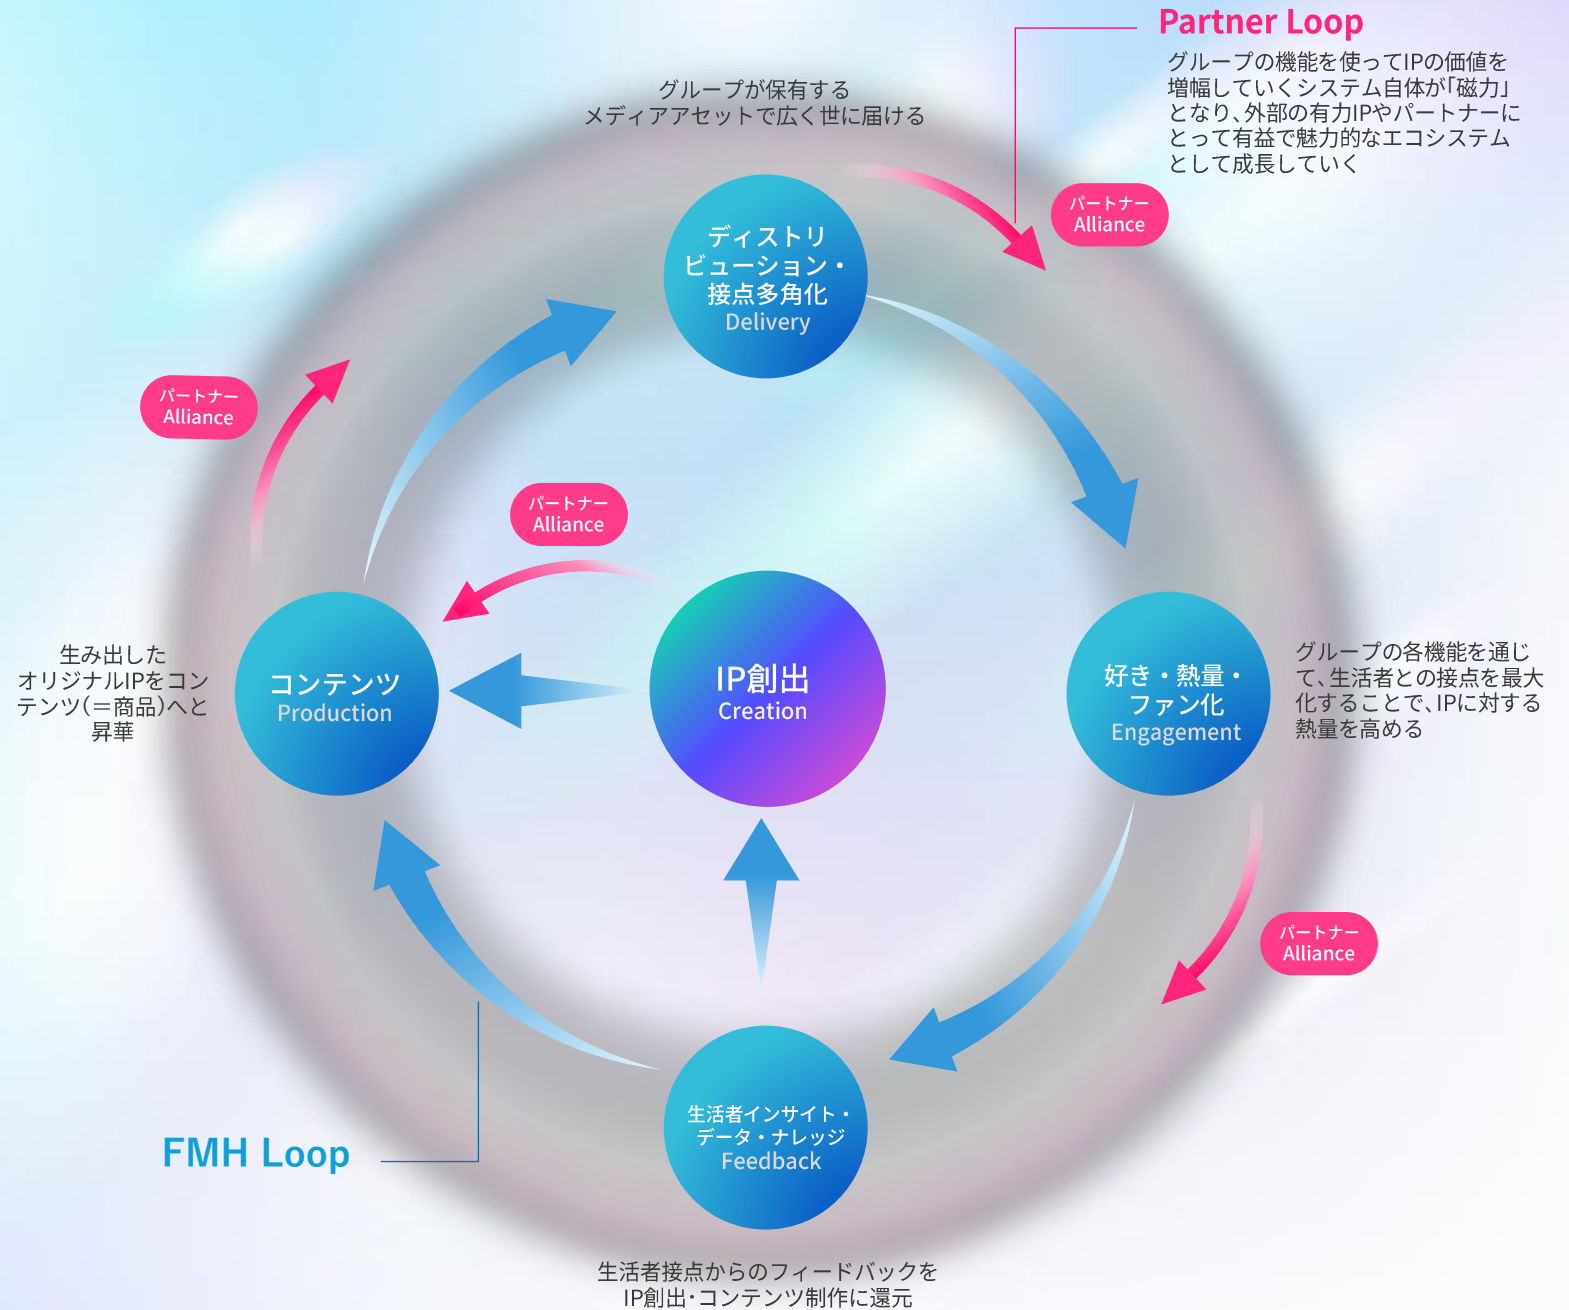 Partner Loop
グループの機能を使ってIPの価値を
増幅していくシステム自体が「磁力」
となり、外部の有力IPやパートナーに
とって有益で魅力的なエコシステム
として成長していく
グループが保有する
メディアアセットで広く世に届ける
パートナー
Alliance
ディストリ
ビューション・
接点多角化
Delivery
パートナー
Alliance
パートナー
Alliance
生み出した
オリジナルIPをコン
テンツ(＝商品)へと
昇華
コンテンツ
Production
IP創出
Creation
好き・熱量・
ファン化
Engagement
グループの各機能を通じ
て、生活者との接点を最大
化することで、IPに対する
熱量を高める
パートナー
Alliance
FMH Loop
生活者インサイト・
データ・ナレッジ
Feedback
生活者接点からのフィードバックを
IP創出・コンテンツ制作に還元